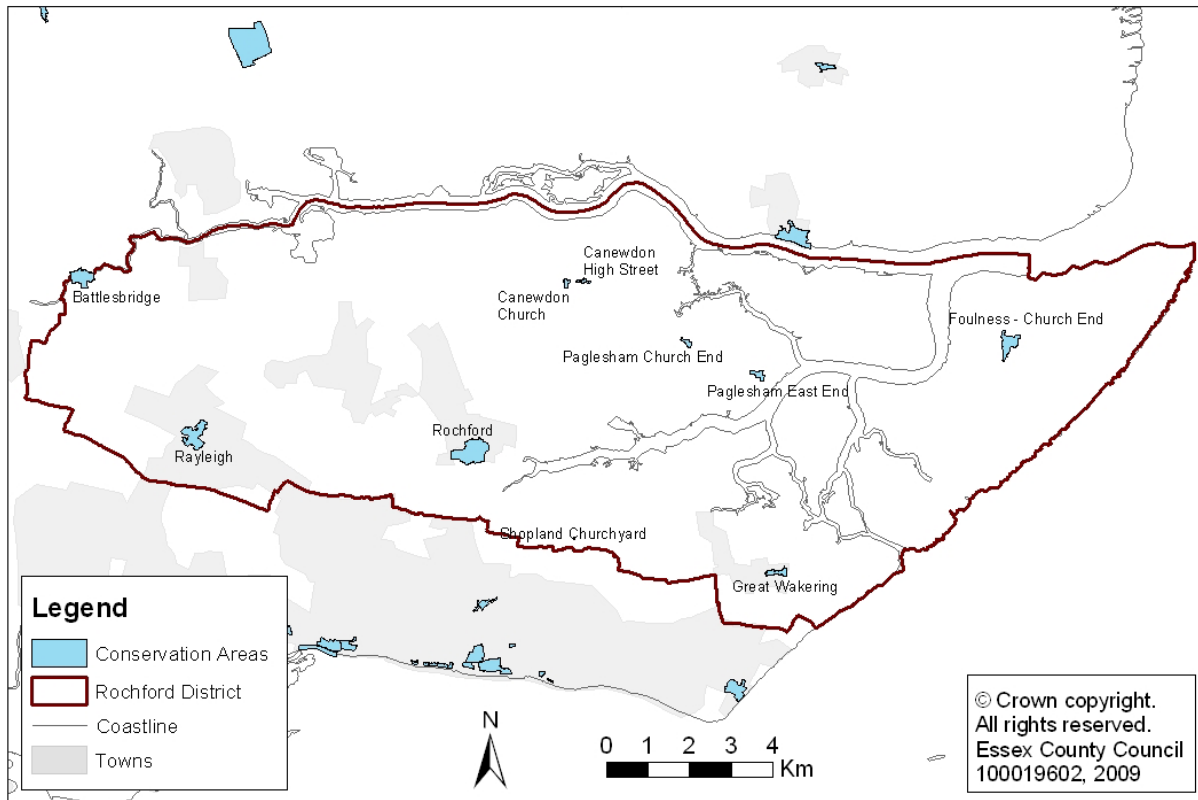 Canewdon
High Street
Battlesbridge
Canewdon
Church
Foulness - Church End
Paglesham Church End
Paglesham East End
Rochford
Rayleigh
Shopland Churchyard
Great Wakering
Legend
Conservation Areas
Rochford District
Coastline
Towns
N
0 1 2 3 4
Km
© Crown copyright.
All rights reserved.
Essex County Council
100019602, 2009